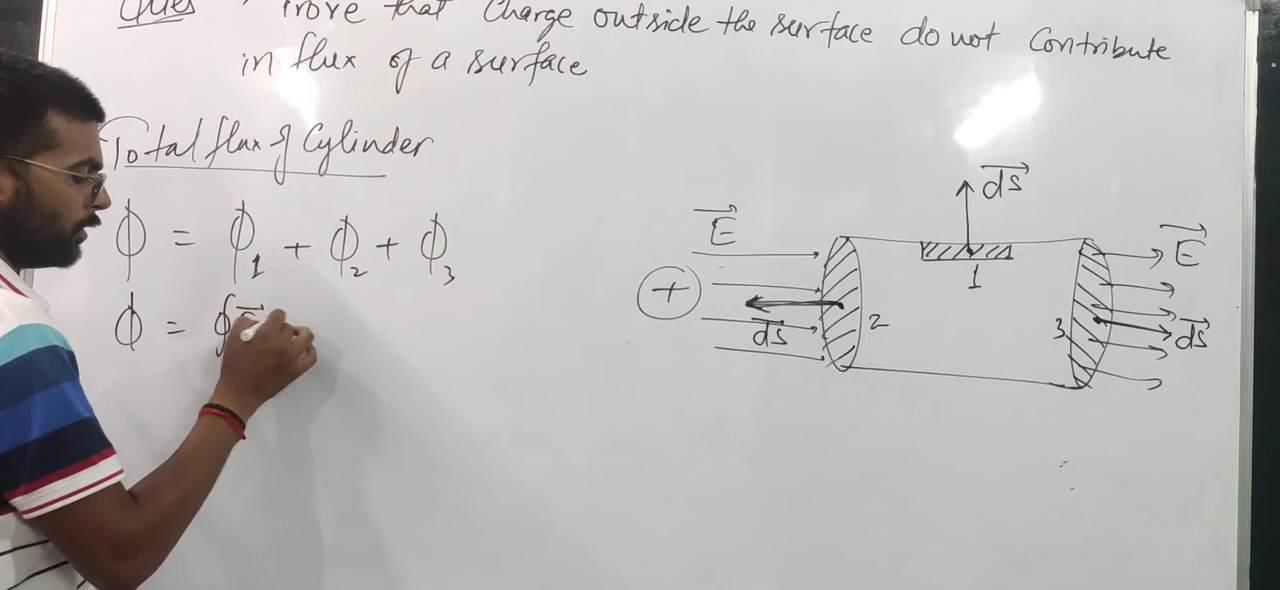 Ques Prove that Charge outside the surface do not Contribute
in flux of a surface
Total flux of Cylinder
ϕ = ϕ₁ + ϕ₂ + ϕ₃
ϕ = ∮
ds
E
E
+
1
2
3
ds
ds